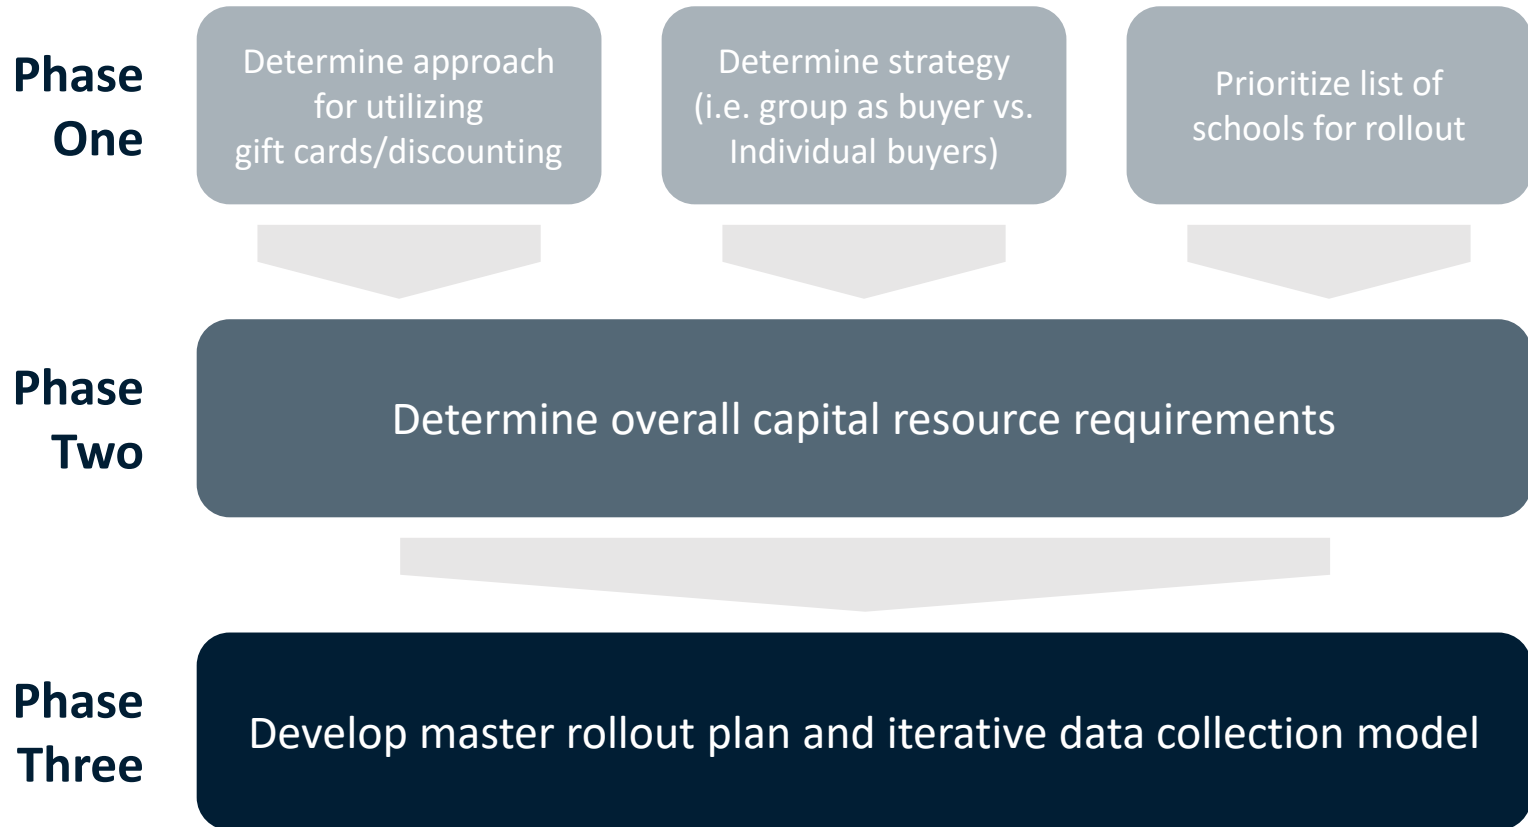 Phase
One
Determine approach
for utilizing
gift cards/discounting
Determine strategy
(i.e. group as buyer vs.
Individual buyers)
Prioritize list of
schools for rollout
Phase
Two
Determine overall capital resource requirements
Phase
Three
Develop master rollout plan and iterative data collection model